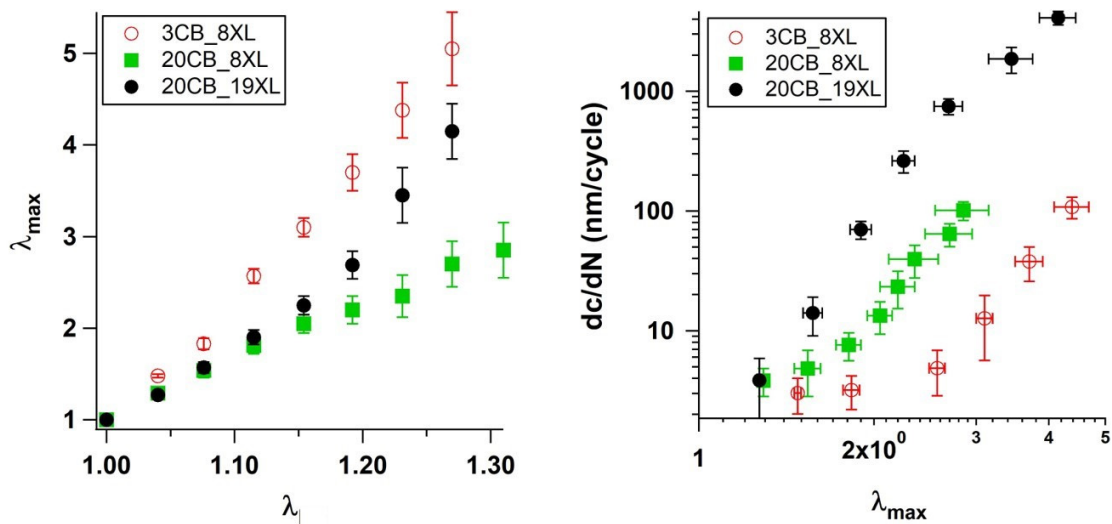 3CB_8XL
20CB_8XL
20CB_19XL
5
4
3
2
1
λmax
1.00
1.10
1.20
1.30
λ
3CB_8XL
20CB_8XL
20CB_19XL
1000
100
10
dc/dN (nm/cycle)
1
2x10⁰
3
4
5
λmax